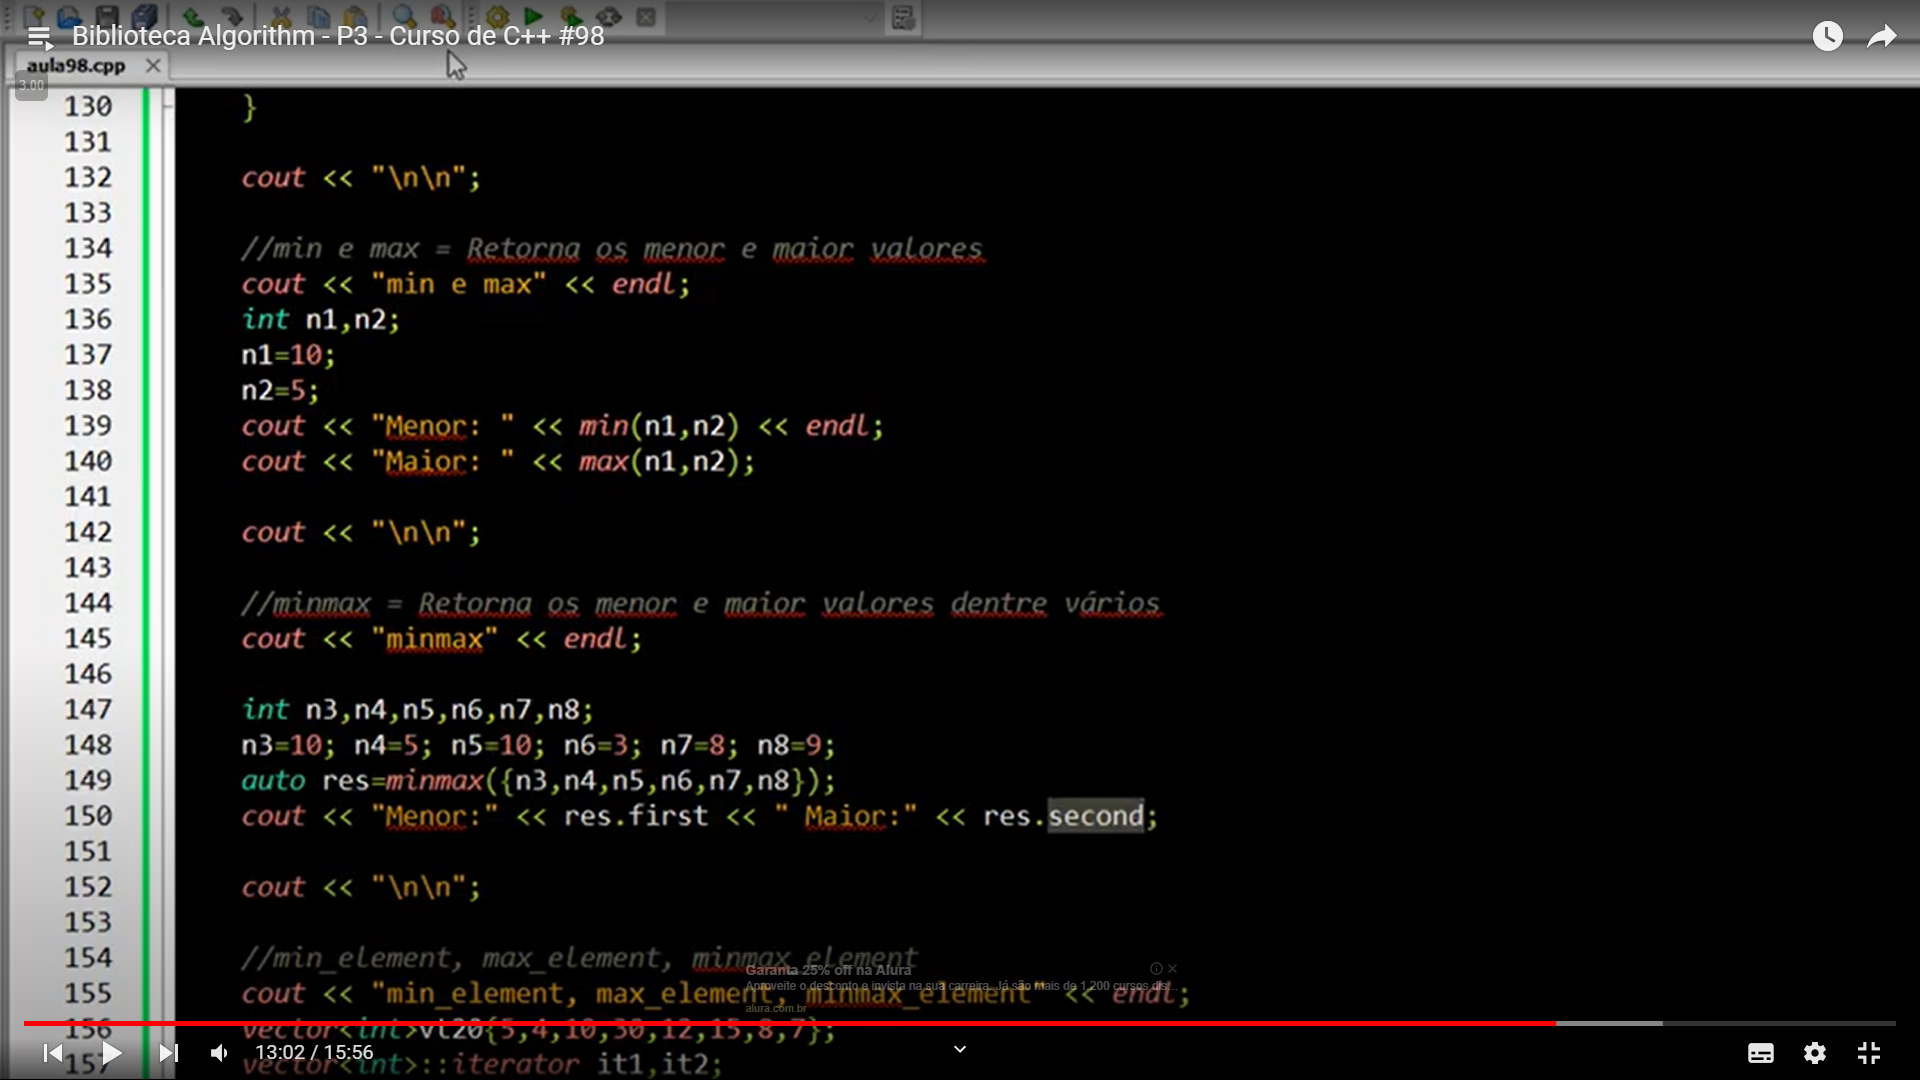 Biblioteca Algorithm - P3 - Curso de C++ #98
aula98.cpp
3.00
130 }
131
132 cout << "\n\n";
133
134 //min e max = Retorna os menor e maior valores
135 cout << "min e max" << endl;
136 int n1,n2;
137 n1=10;
138 n2=5;
139 cout << "Menor: " << min(n1,n2) << endl;
140 cout << "Maior: " << max(n1,n2);
141
142 cout << "\n\n";
143
144 //minmax = Retorna os menor e maior valores dentre vários
145 cout << "minmax" << endl;
146
147 int n3,n4,n5,n6,n7,n8;
148 n3=10; n4=5; n5=10; n6=3; n7=8; n8=9;
149 auto res=minmax({n3,n4,n5,n6,n7,n8});
150 cout << "Menor:" << res.first << " Maior:" << res.second;
151
152 cout << "\n\n";
153
154 //min_element, max_element, minmax_element
Garanta 25% off na Alura
Aproveite o desconto e invista na sua carreira. Já são mais de 1.200 cursos dis...
155 cout << "min_element, max_element, minmax_element" << endl;
alura.com.br
156 vector<int>vt20{5,4,10,30,12,15,8,7};
13:02 / 15:56
157 vector<int>::iterator it1,it2;